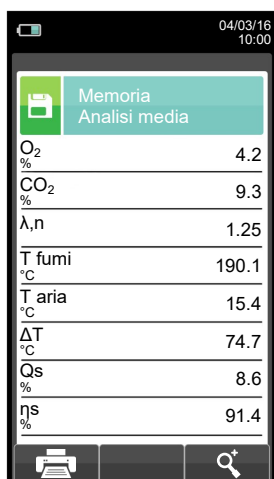 04/03/16
10:00
Memoria
Analisi media
O₂ % 4.2
CO₂ % 9.3
λ,n 1.25
T fumi °C 190.1
T aria °C 15.4
ΔT °C 74.7
Qs % 8.6
ηs % 91.4